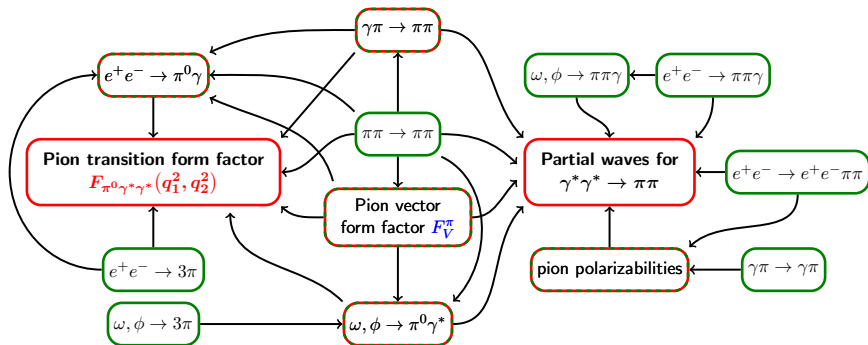 γπ → ππ
e⁺e⁻ → π⁰γ
ω, ϕ → ππγ
e⁺e⁻ → ππγ
ππ → ππ
Pion transition form factor
F_{π⁰γ*γ*}(q₁², q₂²)
Partial waves for
γ*γ* → ππ
e⁺e⁻ → e⁺e⁻ππ
Pion vector
form factor F_V^π
e⁺e⁻ → 3π
pion polarizabilities
γπ → γπ
ω, ϕ → 3π
ω, ϕ → π⁰γ*